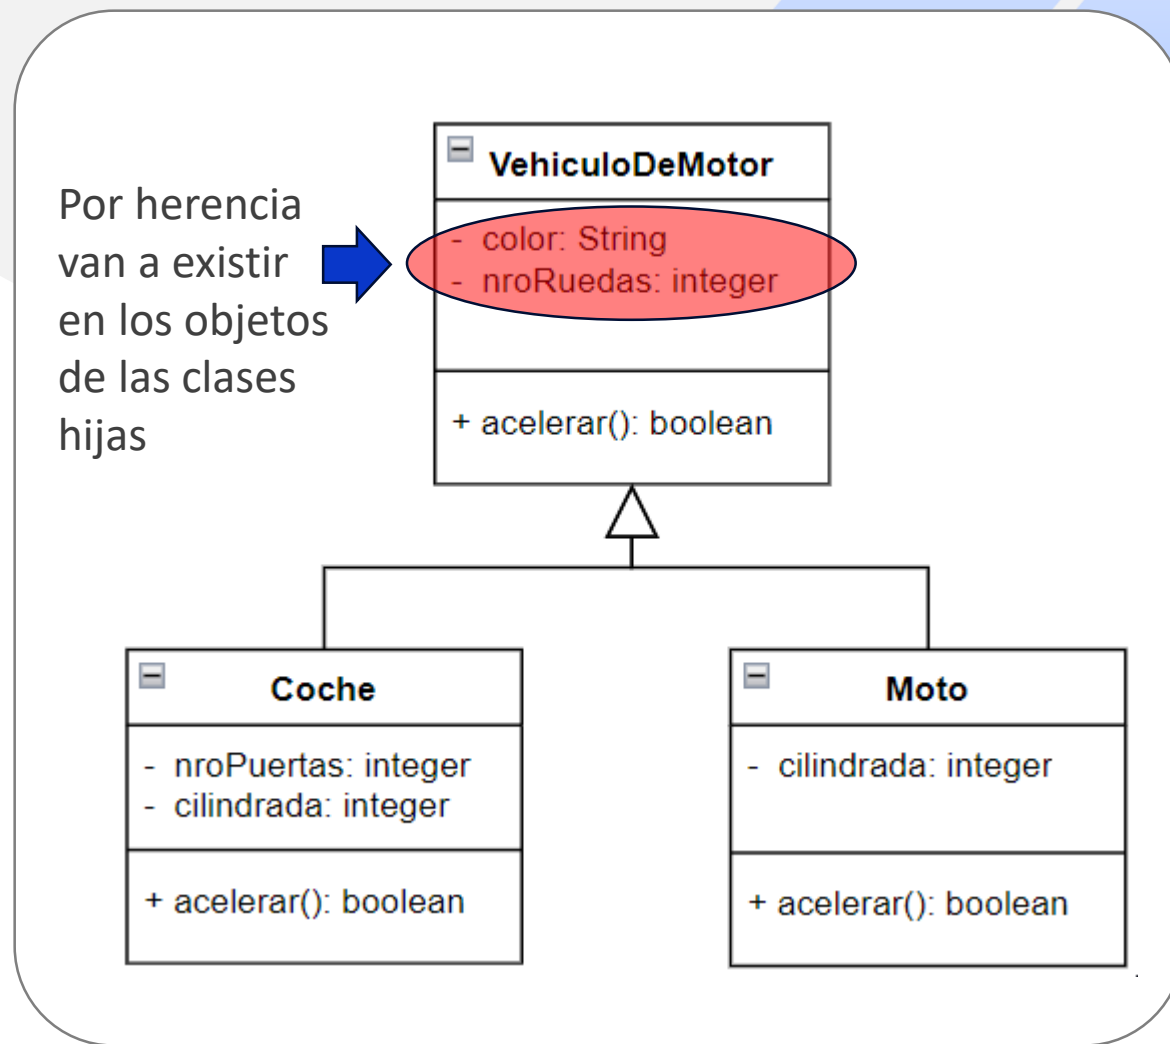 Por herencia
van a existir
en los objetos
de las clases
hijas
VehiculoDeMotor
- color: String
- nroRuedas: integer
+ acelerar(): boolean
Coche
- nroPuertas: integer
- cilindrada: integer
+ acelerar(): boolean
Moto
- cilindrada: integer
+ acelerar(): boolean